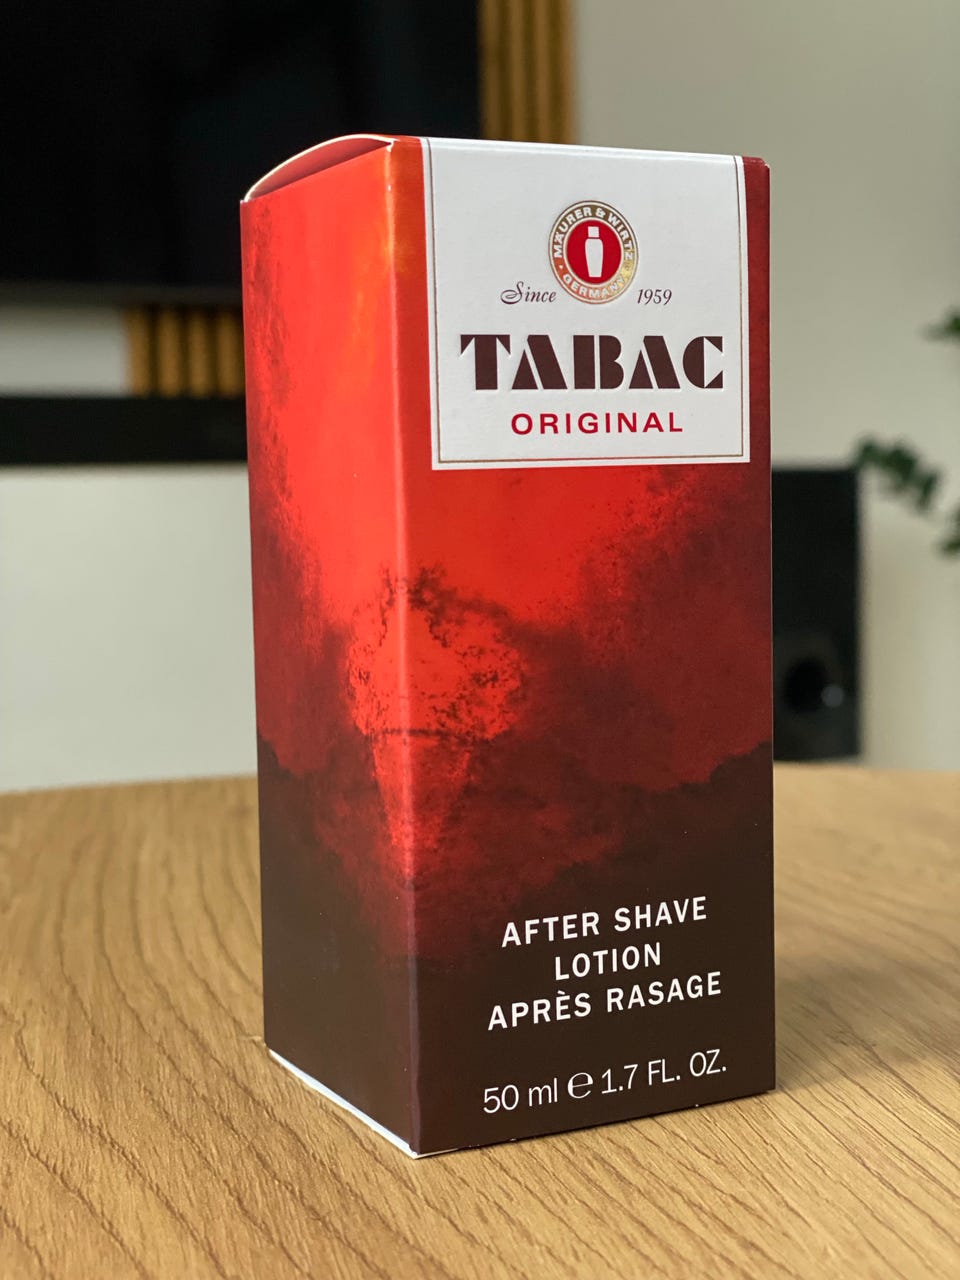 MÄURER & WIRTZ
• GERMANY •
Since 1959
TABAC
ORIGINAL
AFTER SHAVE
LOTION
APRÈS RASAGE
50 ml ℮ 1.7 FL. OZ.